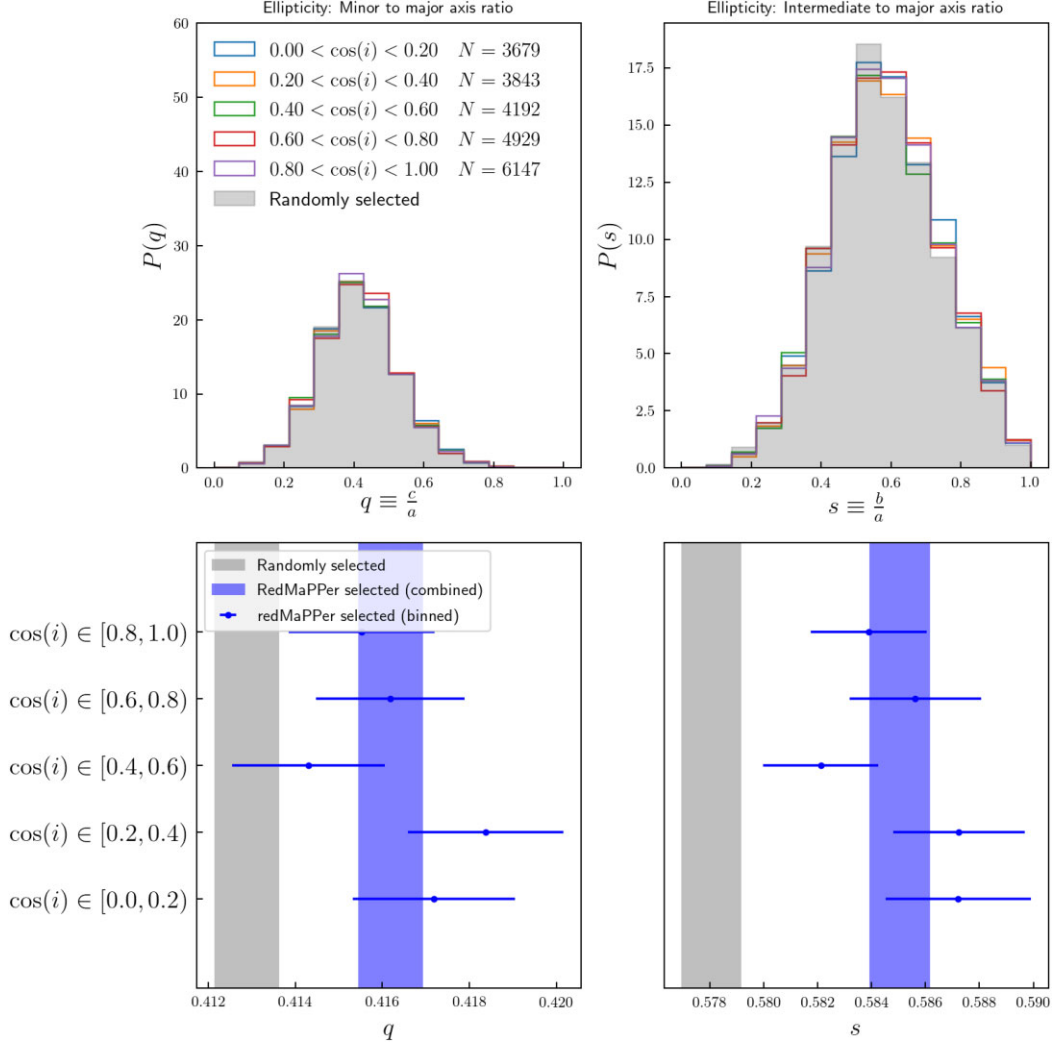 Ellipticity: Minor to major axis ratio
60
50
40
30
20
10
0
P(q)
0.00 < cos(i) < 0.20 N = 3679
0.20 < cos(i) < 0.40 N = 3843
0.40 < cos(i) < 0.60 N = 4192
0.60 < cos(i) < 0.80 N = 4929
0.80 < cos(i) < 1.00 N = 6147
Randomly selected
0.0 0.2 0.4 0.6 0.8 1.0
q ≡ c/a
Ellipticity: Intermediate to major axis ratio
17.5
15.0
12.5
10.0
7.5
5.0
2.5
0.0
P(s)
0.0 0.2 0.4 0.6 0.8 1.0
s ≡ b/a
Randomly selected
RedMaPPer selected (combined)
redMaPPer selected (binned)
cos(i) ∈ [0.8, 1.0)
cos(i) ∈ [0.6, 0.8)
cos(i) ∈ [0.4, 0.6)
cos(i) ∈ [0.2, 0.4)
cos(i) ∈ [0.0, 0.2)
0.412 0.414 0.416 0.418 0.420
q
0.578 0.580 0.582 0.584 0.586 0.588 0.590
s